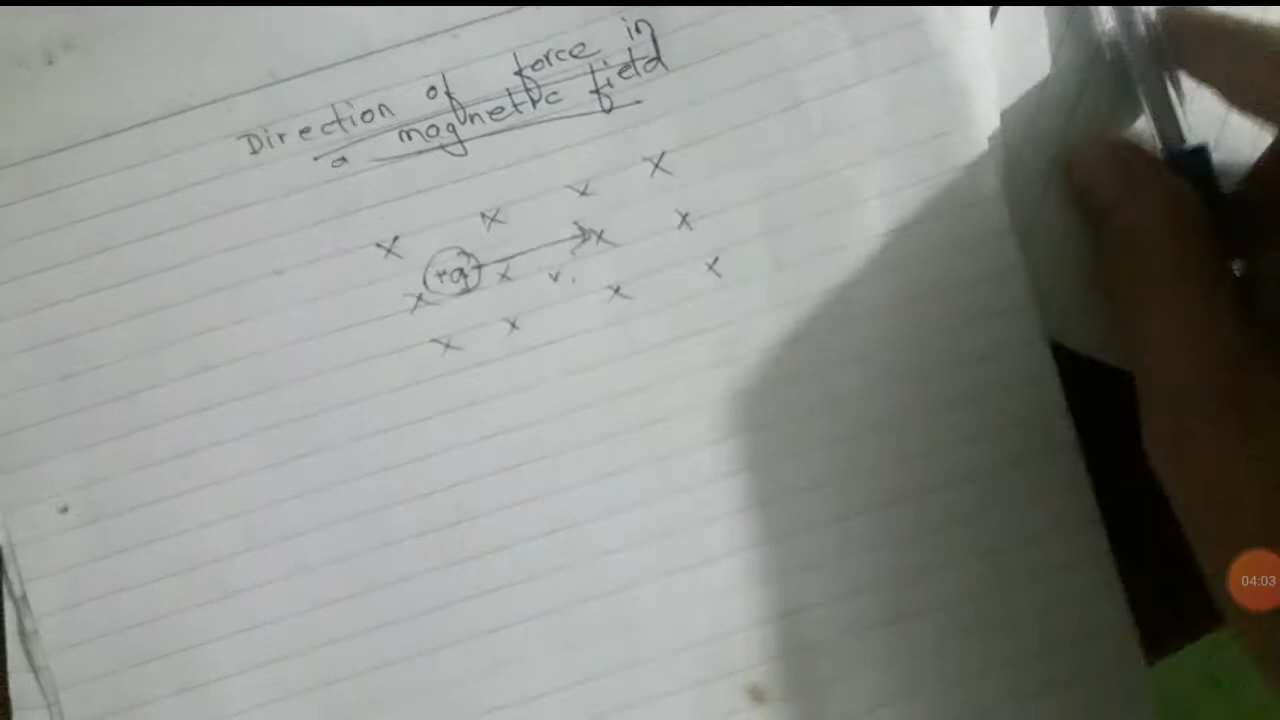 Direction of force in
a magnetic field
x x x x
+q x x
x x v. x x
x x
04:03